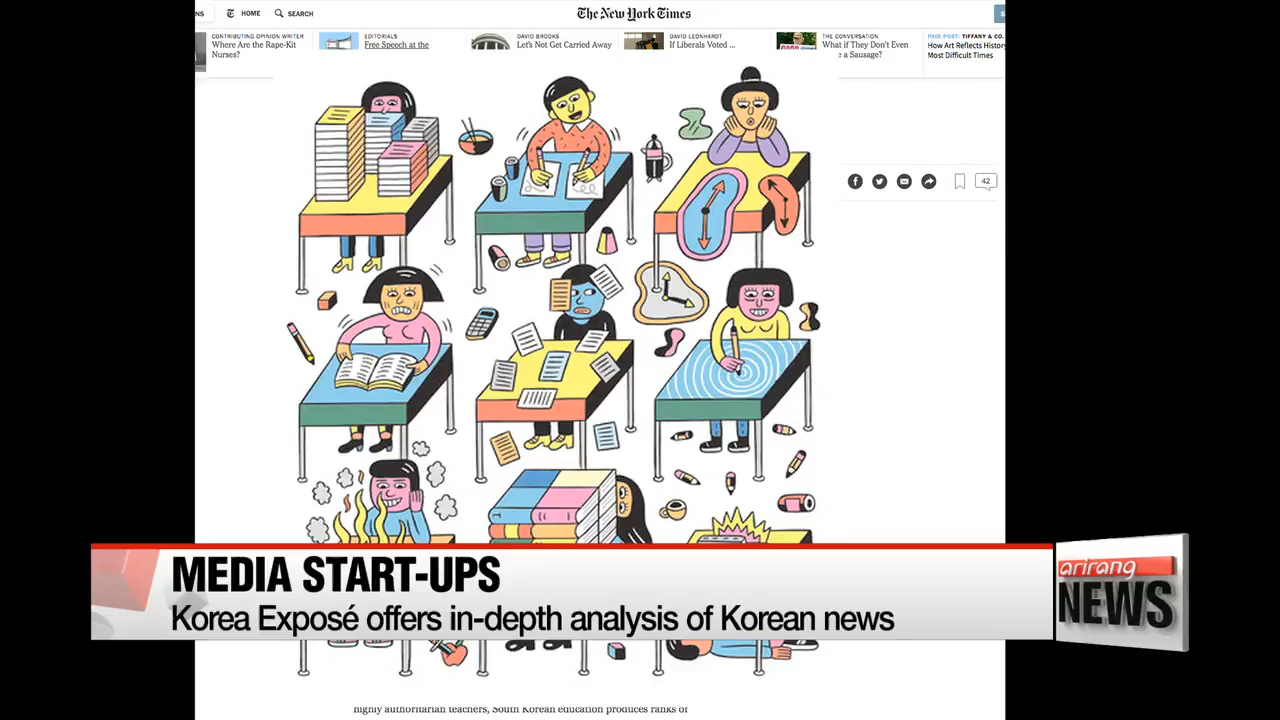 NS HOME SEARCH The New York Times
CONTRIBUTING OPINION WRITER
Where Are the Rape-Kit
Nurses?
EDITORIALS
Free Speech at the
DAVID BROOKS
Let's Not Get Carried Away
DAVID LEONHARDT
If Liberals Voted ...
THE CONVERSATION
What if They Don't Even
e a Sausage?
PAID POST: TIFFANY & CO.
How Art Reflects History
Most Difficult Times
42
MEDIA START-UPS
Korea Exposé offers in-depth analysis of Korean news
arirang
NEWS
highly authoritarian teachers, South Korean education produces ranks of